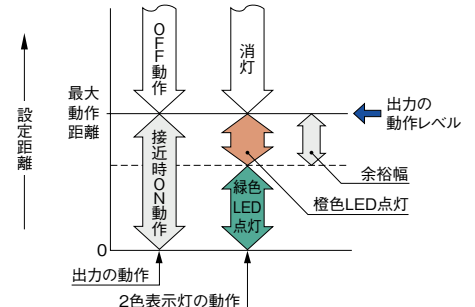 OFF動作
消灯
最大
動作
距離
設定距離
出力の
動作レベル
接近時ON動作
余裕幅
緑色
LED
点灯
橙色LED点灯
0
出力の動作
2色表示灯の動作